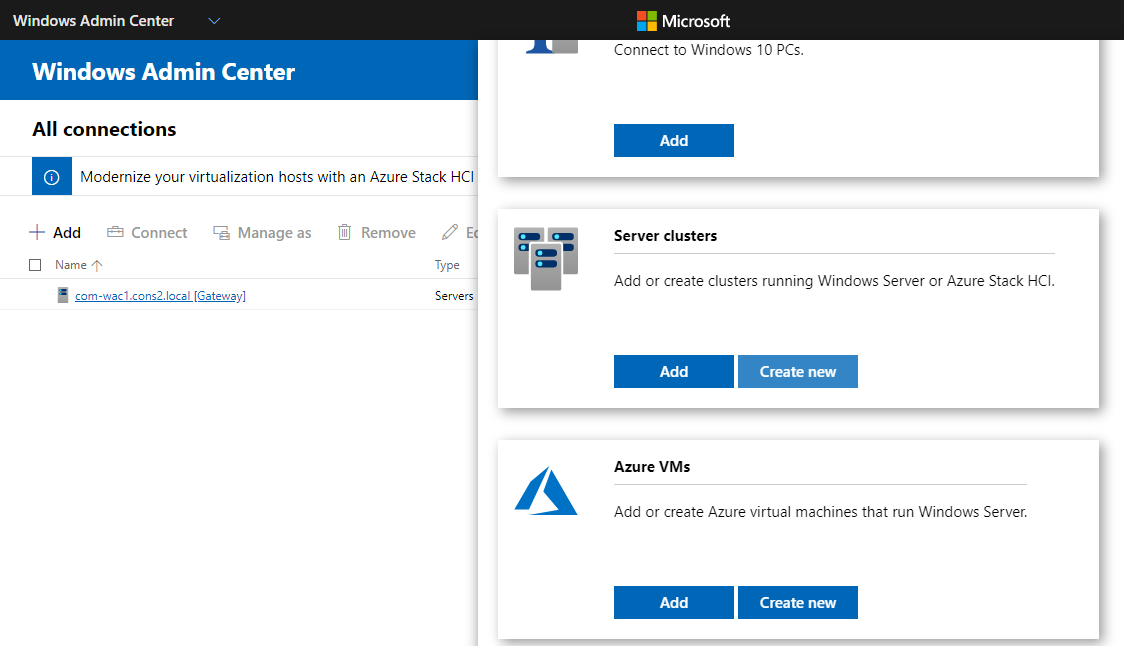 Windows Admin Center
Microsoft
Windows Admin Center
All connections
Modernize your virtualization hosts with an Azure Stack HCI
Add Connect Manage as Remove
Name Type
com-wac1.cons2.local [Gateway] Servers
Connect to Windows 10 PCs.
Add
Server clusters
Add or create clusters running Windows Server or Azure Stack HCI.
Add Create new
Azure VMs
Add or create Azure virtual machines that run Windows Server.
Add Create new